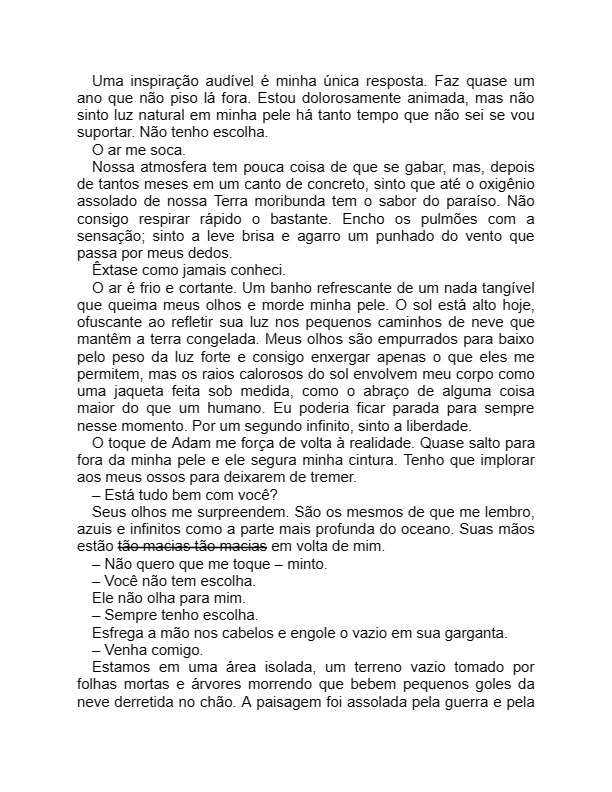 Uma inspiração audível é minha única resposta. Faz quase um
ano que não piso lá fora. Estou dolorosamente animada, mas não
sinto luz natural em minha pele há tanto tempo que não sei se vou
suportar. Não tenho escolha.
O ar me soca.
Nossa atmosfera tem pouca coisa de que se gabar, mas, depois
de tantos meses em um canto de concreto, sinto que até o oxigênio
assolado de nossa Terra moribunda tem o sabor do paraíso. Não
consigo respirar rápido o bastante. Encho os pulmões com a
sensação; sinto a leve brisa e agarro um punhado do vento que
passa por meus dedos.
Êxtase como jamais conheci.
O ar é frio e cortante. Um banho refrescante de um nada tangível
que queima meus olhos e morde minha pele. O sol está alto hoje,
ofuscante ao refletir sua luz nos pequenos caminhos de neve que
mantêm a terra congelada. Meus olhos são empurrados para baixo
pelo peso da luz forte e consigo enxergar apenas o que eles me
permitem, mas os raios calorosos do sol envolvem meu corpo como
uma jaqueta feita sob medida, como o abraço de alguma coisa
maior do que um humano. Eu poderia ficar parada para sempre
nesse momento. Por um segundo infinito, sinto a liberdade.
O toque de Adam me força de volta à realidade. Quase salto para
fora da minha pele e ele segura minha cintura. Tenho que implorar
aos meus ossos para deixarem de tremer.
– Está tudo bem com você?
Seus olhos me surpreendem. São os mesmos de que me lembro,
azuis e infinitos como a parte mais profunda do oceano. Suas mãos
estão tão macias tão macias em volta de mim.
– Não quero que me toque – minto.
– Você não tem escolha.
Ele não olha para mim.
– Sempre tenho escolha.
Esfrega a mão nos cabelos e engole o vazio em sua garganta.
– Venha comigo.
Estamos em uma área isolada, um terreno vazio tomado por
folhas mortas e árvores morrendo que bebem pequenos goles da
neve derretida no chão. A paisagem foi assolada pela guerra e pela